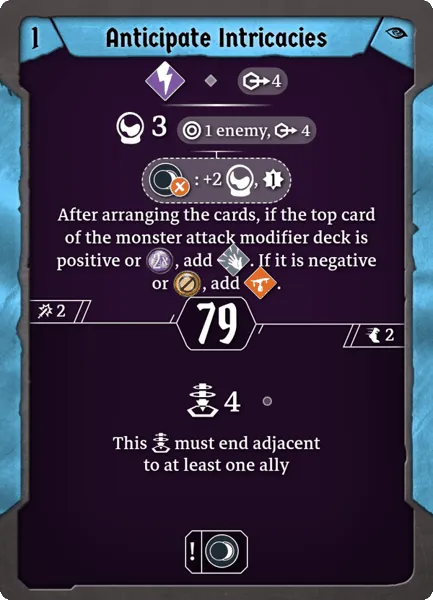 1 Anticipate Intricacies
4
3 1 enemy, 4
: +2 ,
After arranging the cards, if the top card
of the monster attack modifier deck is
positive or 2x, add . If it is negative
or , add .
2 79 2
4
This must end adjacent
to at least one ally
!